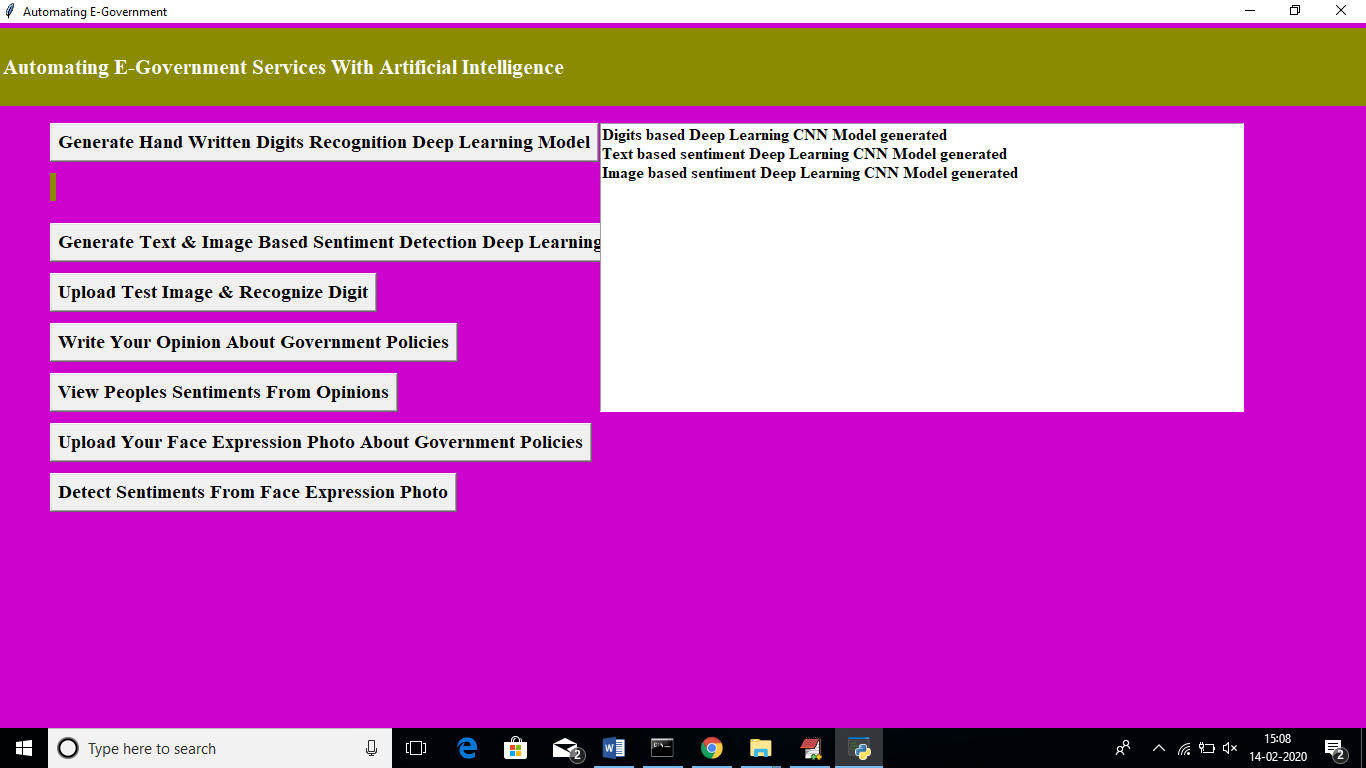 Automating E-Government
Automating E-Government Services With Artificial Intelligence
Generate Hand Written Digits Recognition Deep Learning Model
Generate Text & Image Based Sentiment Detection Deep Learning
Upload Test Image & Recognize Digit
Write Your Opinion About Government Policies
View Peoples Sentiments From Opinions
Upload Your Face Expression Photo About Government Policies
Detect Sentiments From Face Expression Photo
Digits based Deep Learning CNN Model generated
Text based sentiment Deep Learning CNN Model generated
Image based sentiment Deep Learning CNN Model generated
Type here to search
2
W
C:\.
15:08
14-02-2020
2